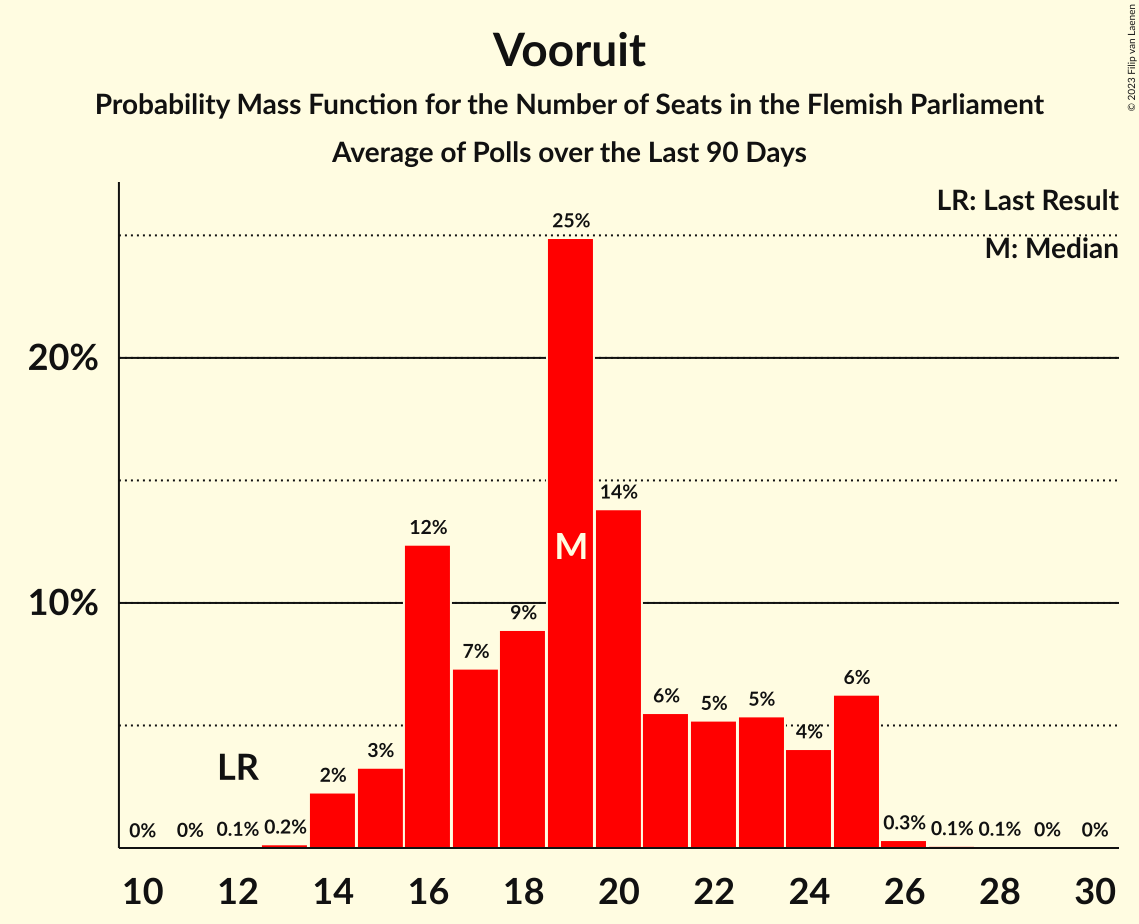 © 2023 Filip van Laenen
Vooruit
Probability Mass Function for the Number of Seats in the Flemish Parliament
Average of Polls over the Last 90 Days
LR: Last Result
M: Median
25%
20%
14%
12%
M
10%
9%
7%
6%
6%
5%
5%
4%
LR
3%
2%
0% 0% 0.1% 0.2% 0.3% 0.1% 0.1% 0% 0%
10 12 14 16 18 20 22 24 26 28 30